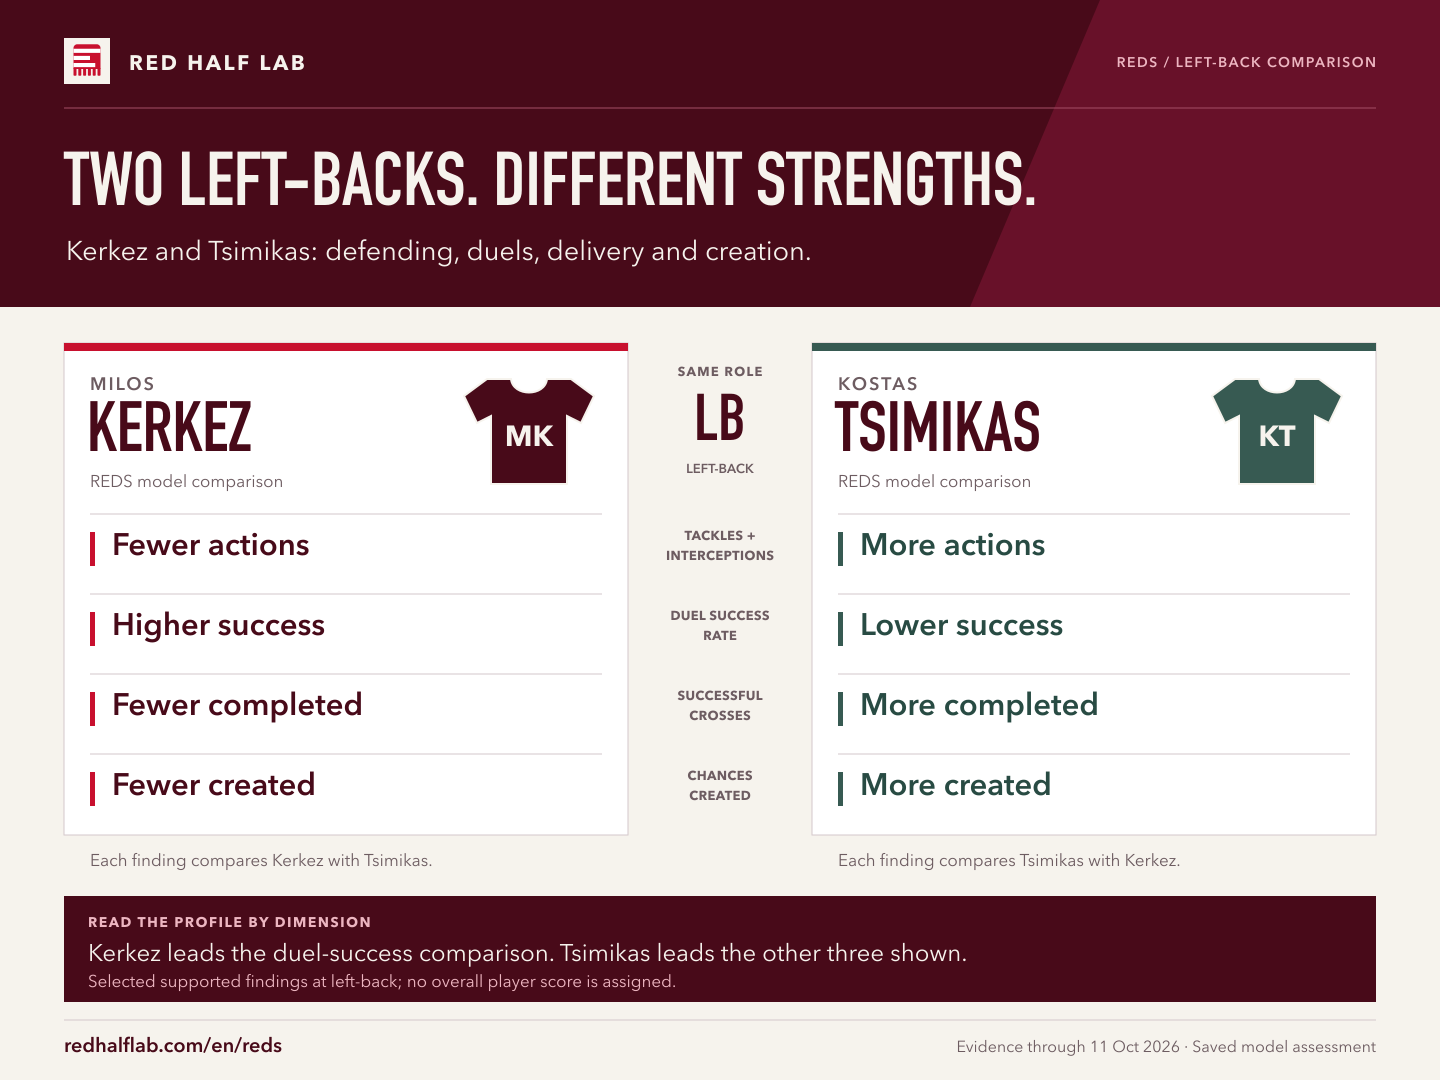 RED HALF LAB
REDS / LEFT-BACK COMPARISON
TWO LEFT-BACKS. DIFFERENT STRENGTHS.
Kerkez and Tsimikas: defending, duels, delivery and creation.
MILOS
KERKEZ
MK
REDS model comparison
SAME ROLE
LB
LEFT-BACK
KOSTAS
TSIMIKAS
KT
REDS model comparison
Fewer actions
TACKLES +
INTERCEPTIONS
More actions
Higher success
DUEL SUCCESS
RATE
Lower success
Fewer completed
SUCCESSFUL
CROSSES
More completed
Fewer created
CHANCES
CREATED
More created
Each finding compares Kerkez with Tsimikas.
Each finding compares Tsimikas with Kerkez.
READ THE PROFILE BY DIMENSION
Kerkez leads the duel-success comparison. Tsimikas leads the other three shown.
Selected supported findings at left-back; no overall player score is assigned.
redhalflab.com/en/reds
Evidence through 11 Oct 2026 · Saved model assessment